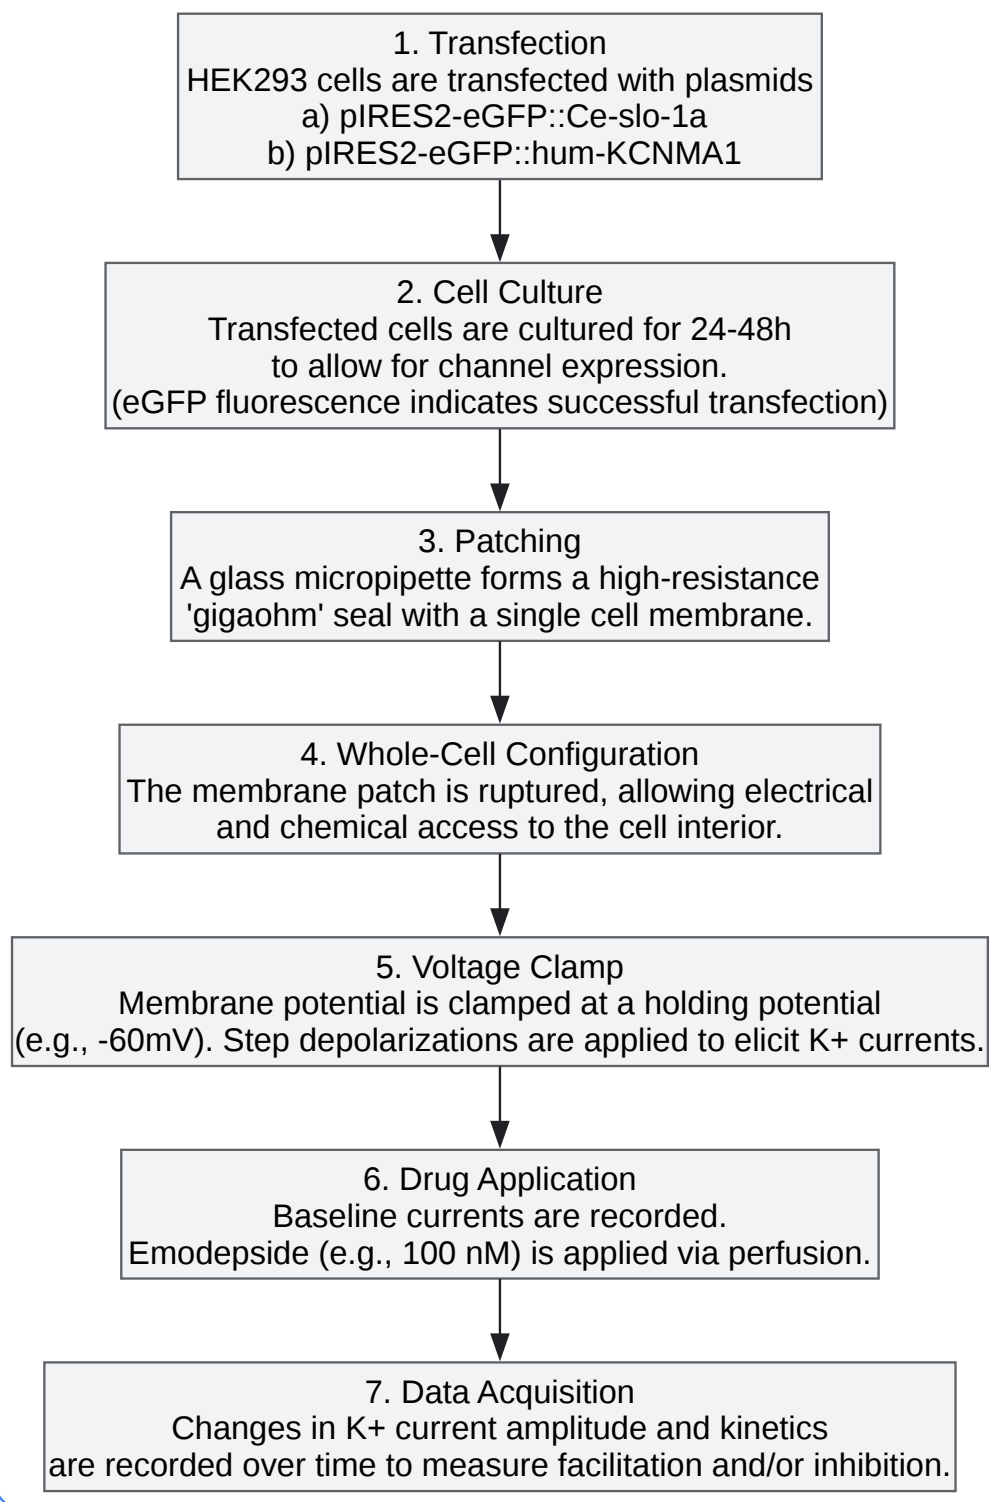 1. Transfection
HEK293 cells are transfected with plasmids
a) pIRES2-eGFP::Ce-slo-1a
b) pIRES2-eGFP::hum-KCNMA1
2. Cell Culture
Transfected cells are cultured for 24-48h
to allow for channel expression.
(eGFP fluorescence indicates successful transfection)
3. Patching
A glass micropipette forms a high-resistance
'gigaohm' seal with a single cell membrane.
4. Whole-Cell Configuration
The membrane patch is ruptured, allowing electrical
and chemical access to the cell interior.
5. Voltage Clamp
Membrane potential is clamped at a holding potential
(e.g., -60mV). Step depolarizations are applied to elicit K+ currents.
6. Drug Application
Baseline currents are recorded.
Emodepside (e.g., 100 nM) is applied via perfusion.
7. Data Acquisition
Changes in K+ current amplitude and kinetics
are recorded over time to measure facilitation and/or inhibition.